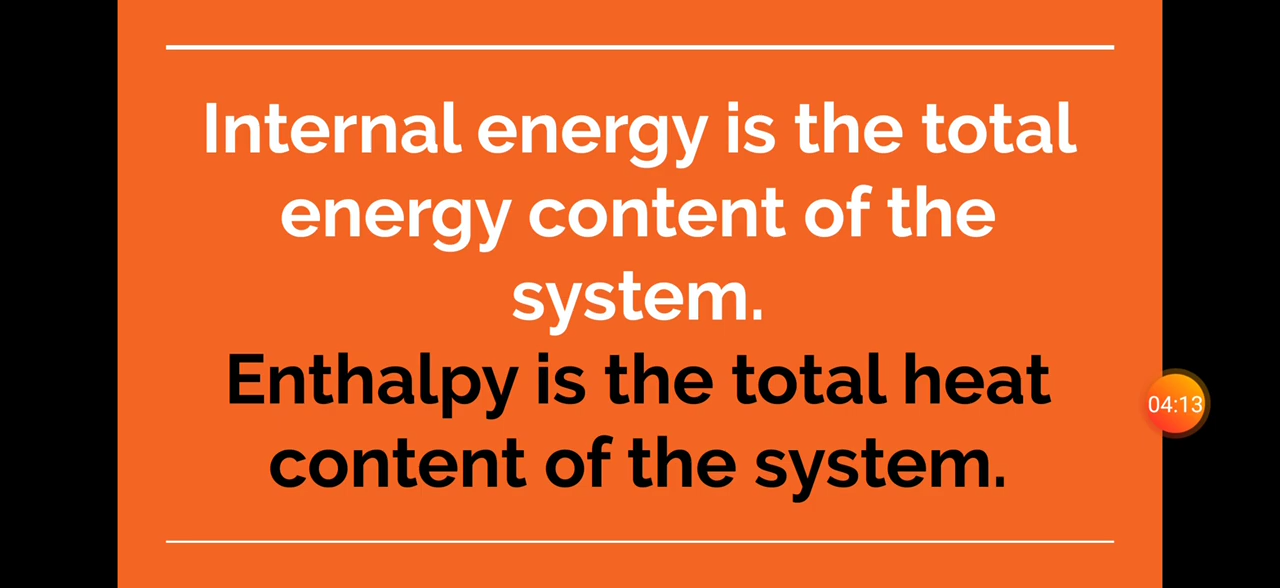 Internal energy is the total
energy content of the
system.
Enthalpy is the total heat
content of the system.
04:13